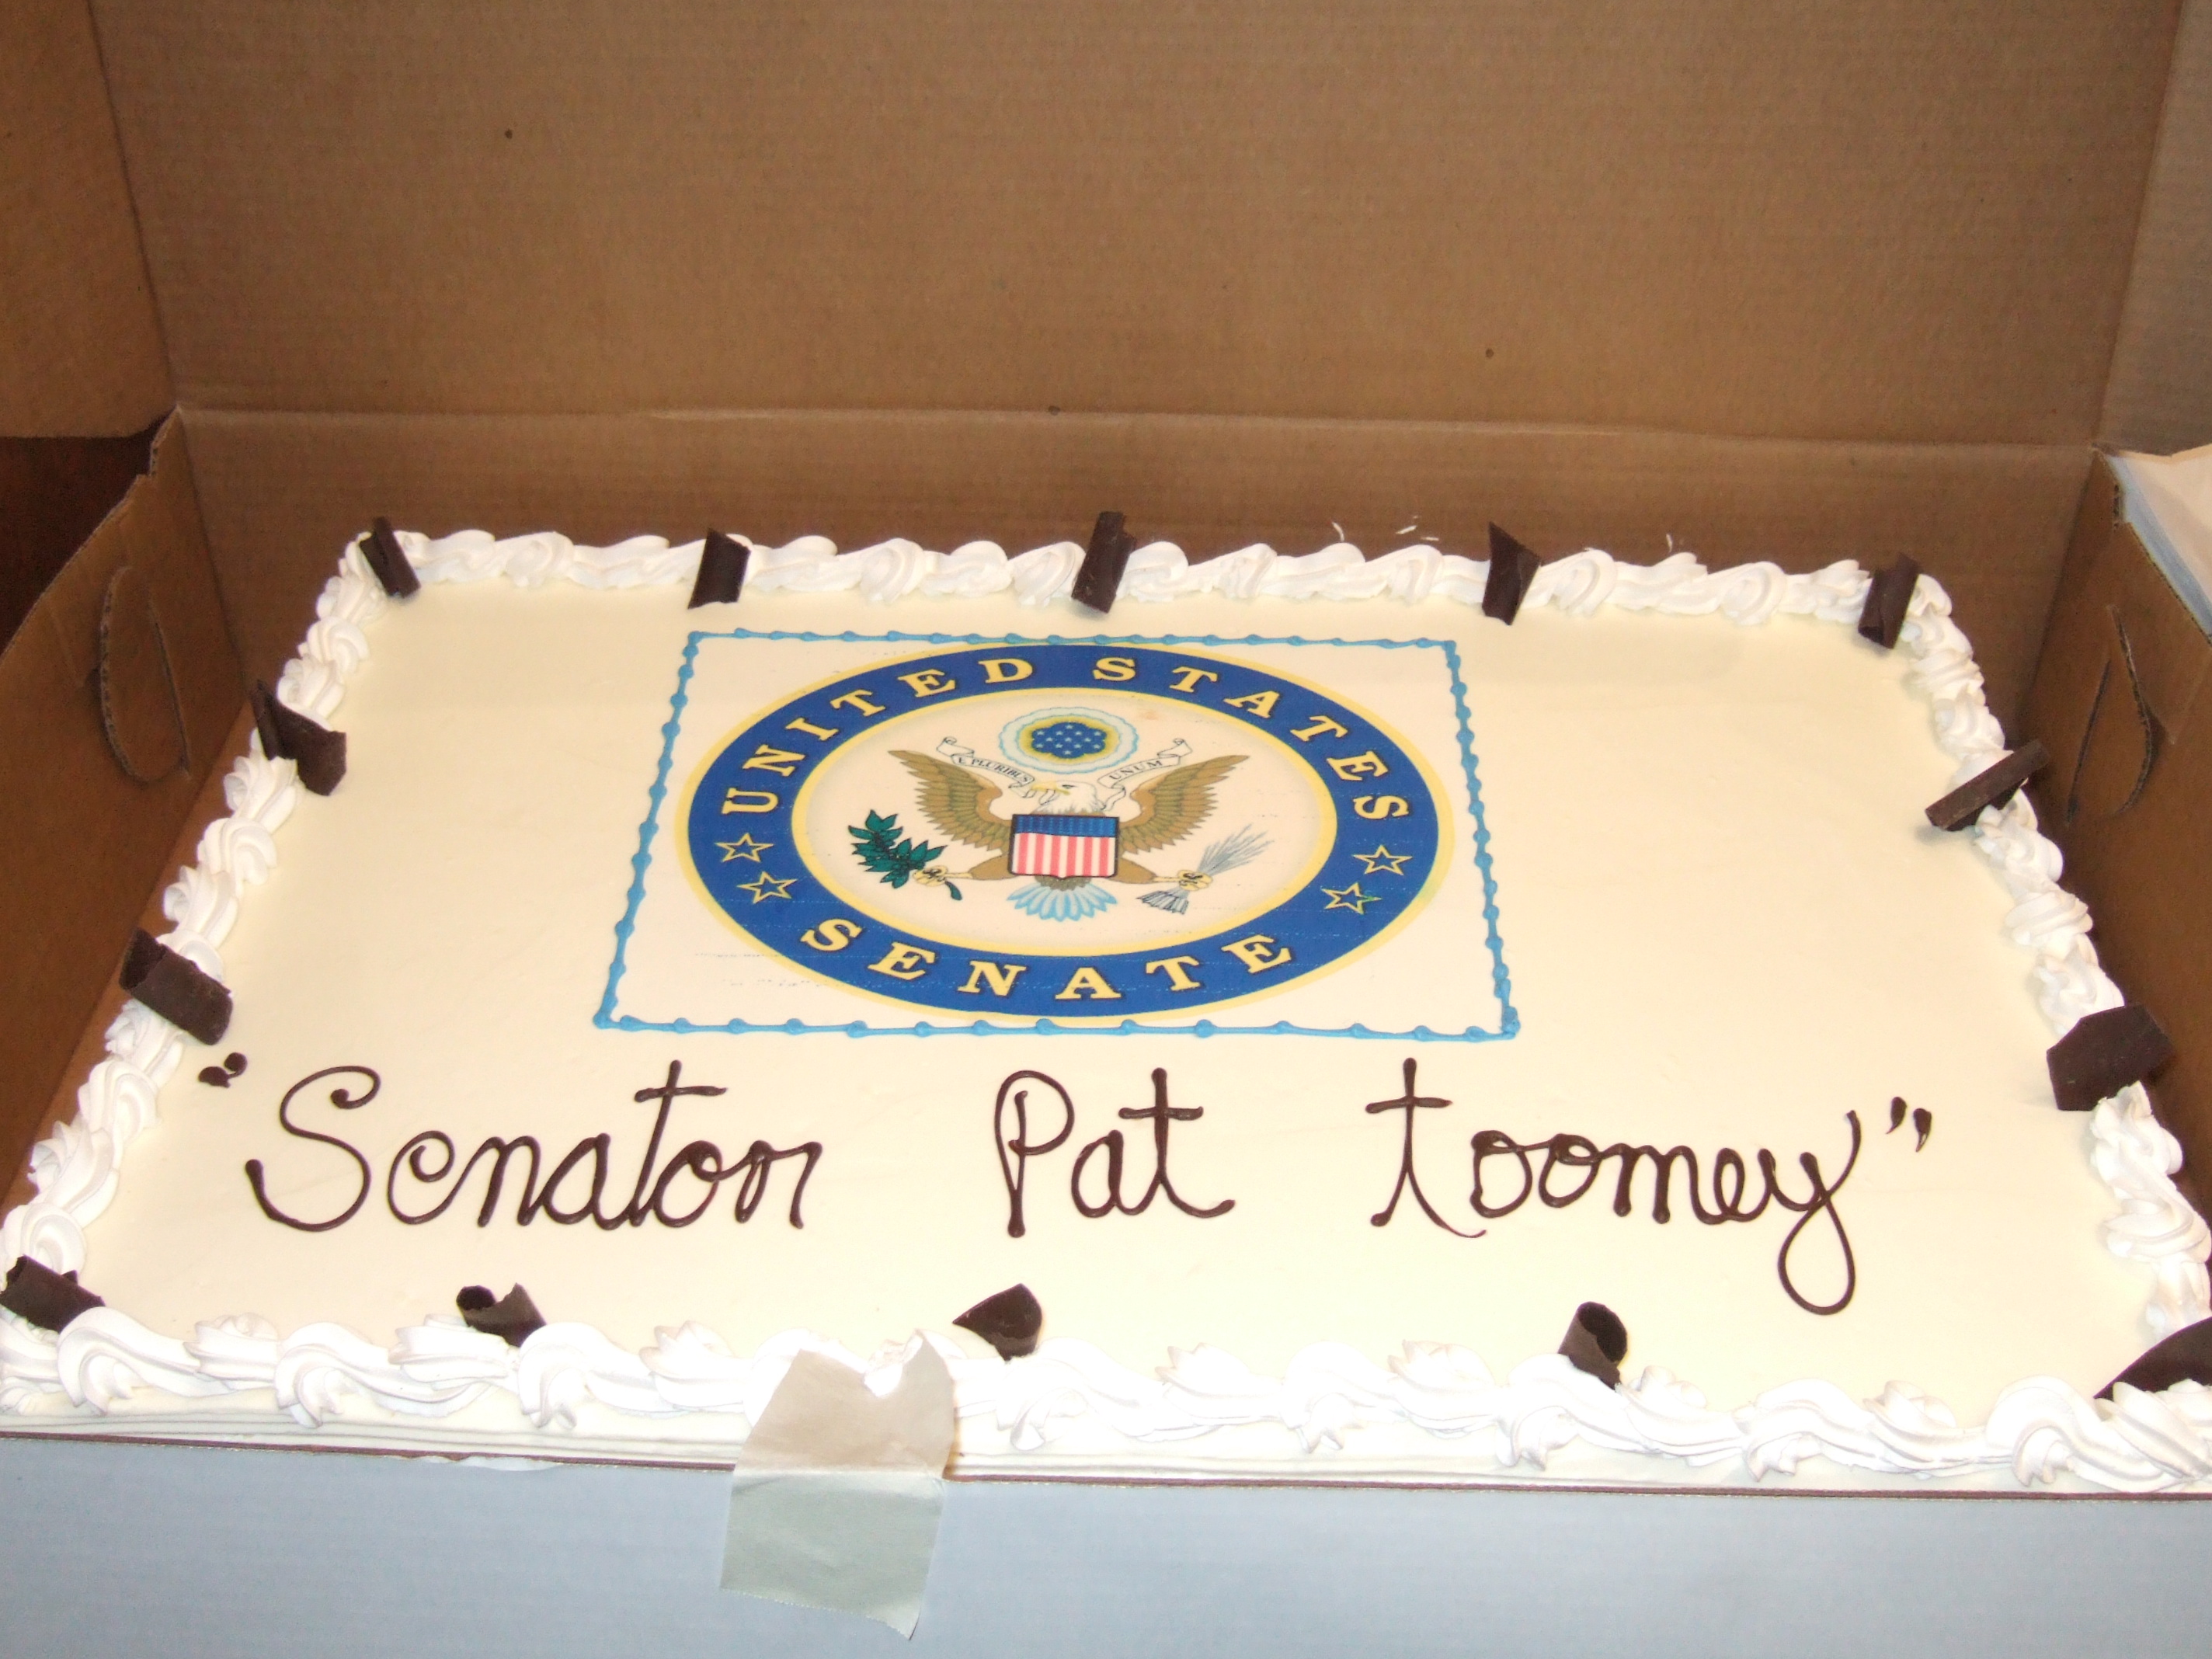 UNITED STATES
E PLURIBUS UNUM
SENATE
"Senator Pat toomey"